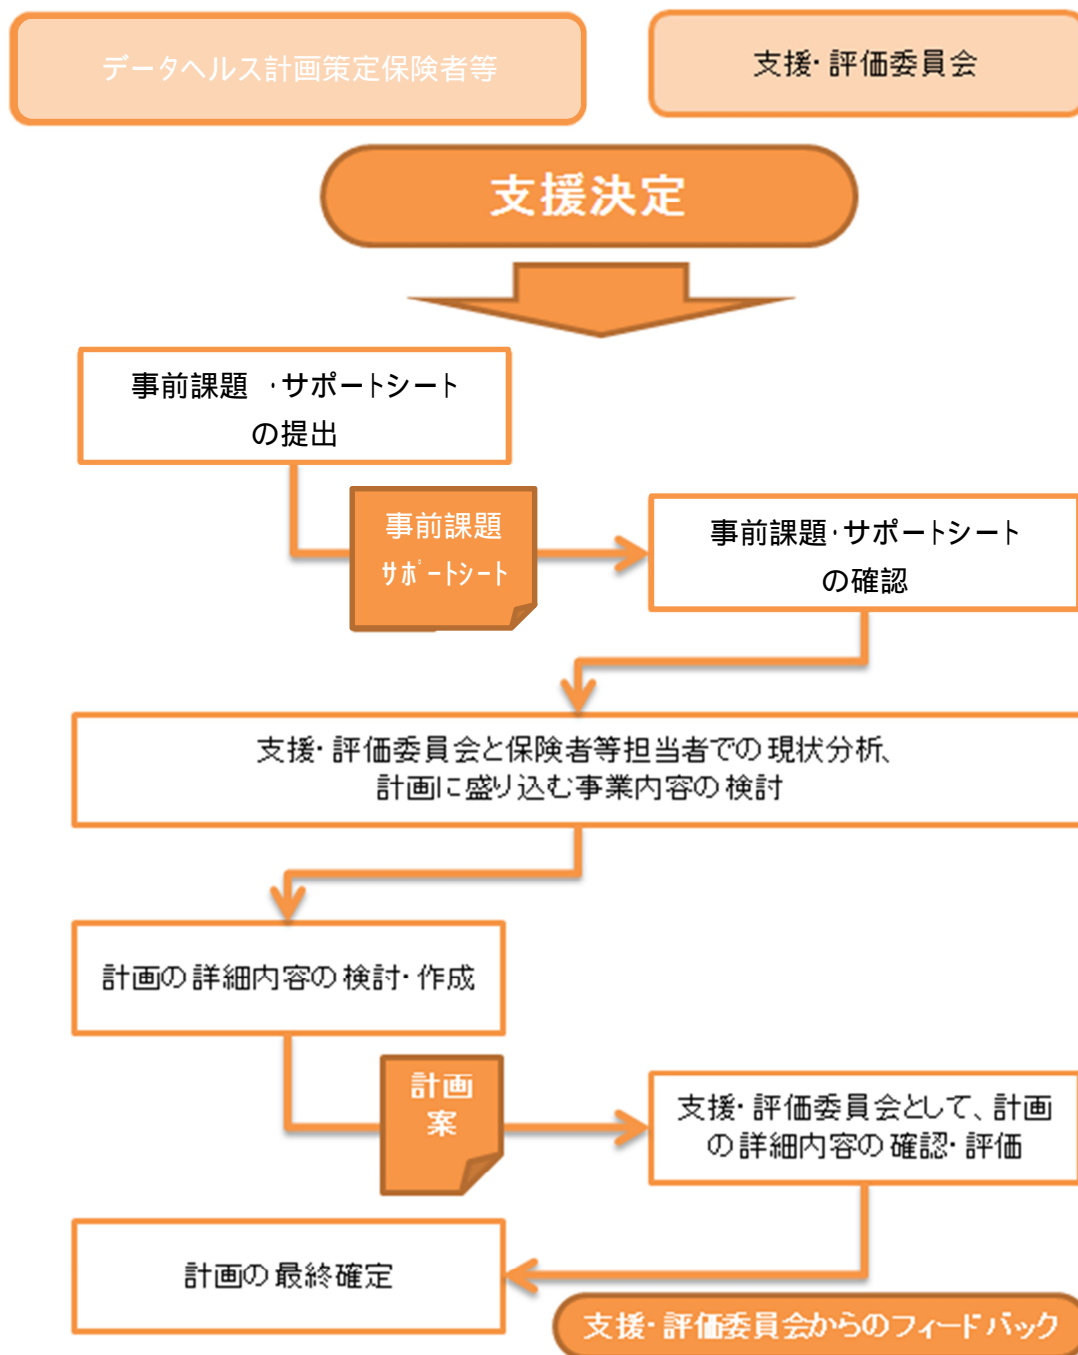 データヘルス計画策定保険者等
支援・評価委員会
支援決定
事前課題 ・サポートシート
の提出
事前課題
サポートシート
事前課題・サポートシート
の確認
支援・評価委員会と保険者等担当者での現状分析、
計画に盛り込む事業内容の検討
計画の詳細内容の検討・作成
計画
案
支援・評価委員会として、計画
の詳細内容の確認・評価
計画の最終確定
支援・評価委員会からのフィードバック